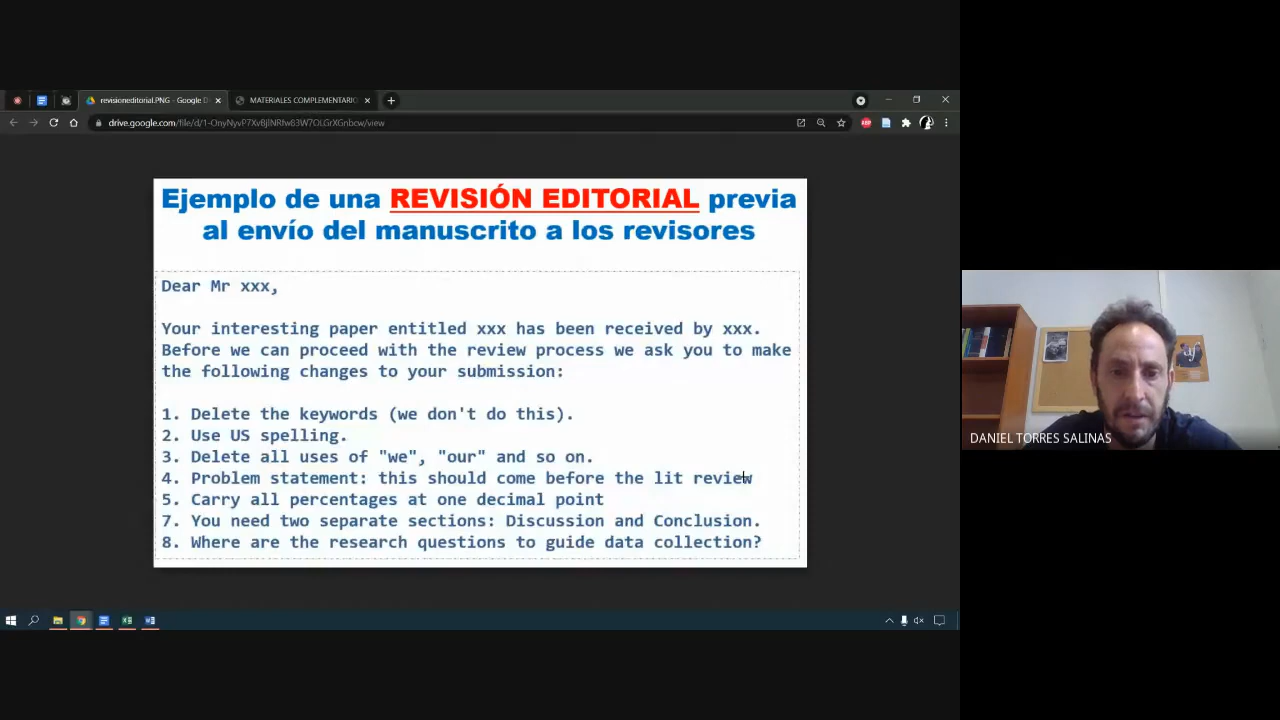 revisioneditorial.PNG - Google D
MATERIALES COMPLEMENTARIO
drive.google.com/file/d/
/view
Ejemplo de una REVISIÓN EDITORIAL previa
al envío del manuscrito a los revisores
Dear Mr xxx,
Your interesting paper entitled xxx has been received by xxx.
Before we can proceed with the review process we ask you to make
the following changes to your submission:
1. Delete the keywords (we don't do this).
2. Use US spelling.
3. Delete all uses of "we", "our" and so on.
4. Problem statement: this should come before the lit review
5. Carry all percentages at one decimal point
7. You need two separate sections: Discussion and Conclusion.
8. Where are the research questions to guide data collection?
DANIEL TORRES SALINAS